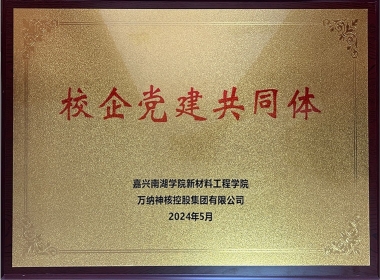 校企党建共同体
嘉兴南湖学院新材料工程学院
万纳神核控股集团有限公司
2024年5月